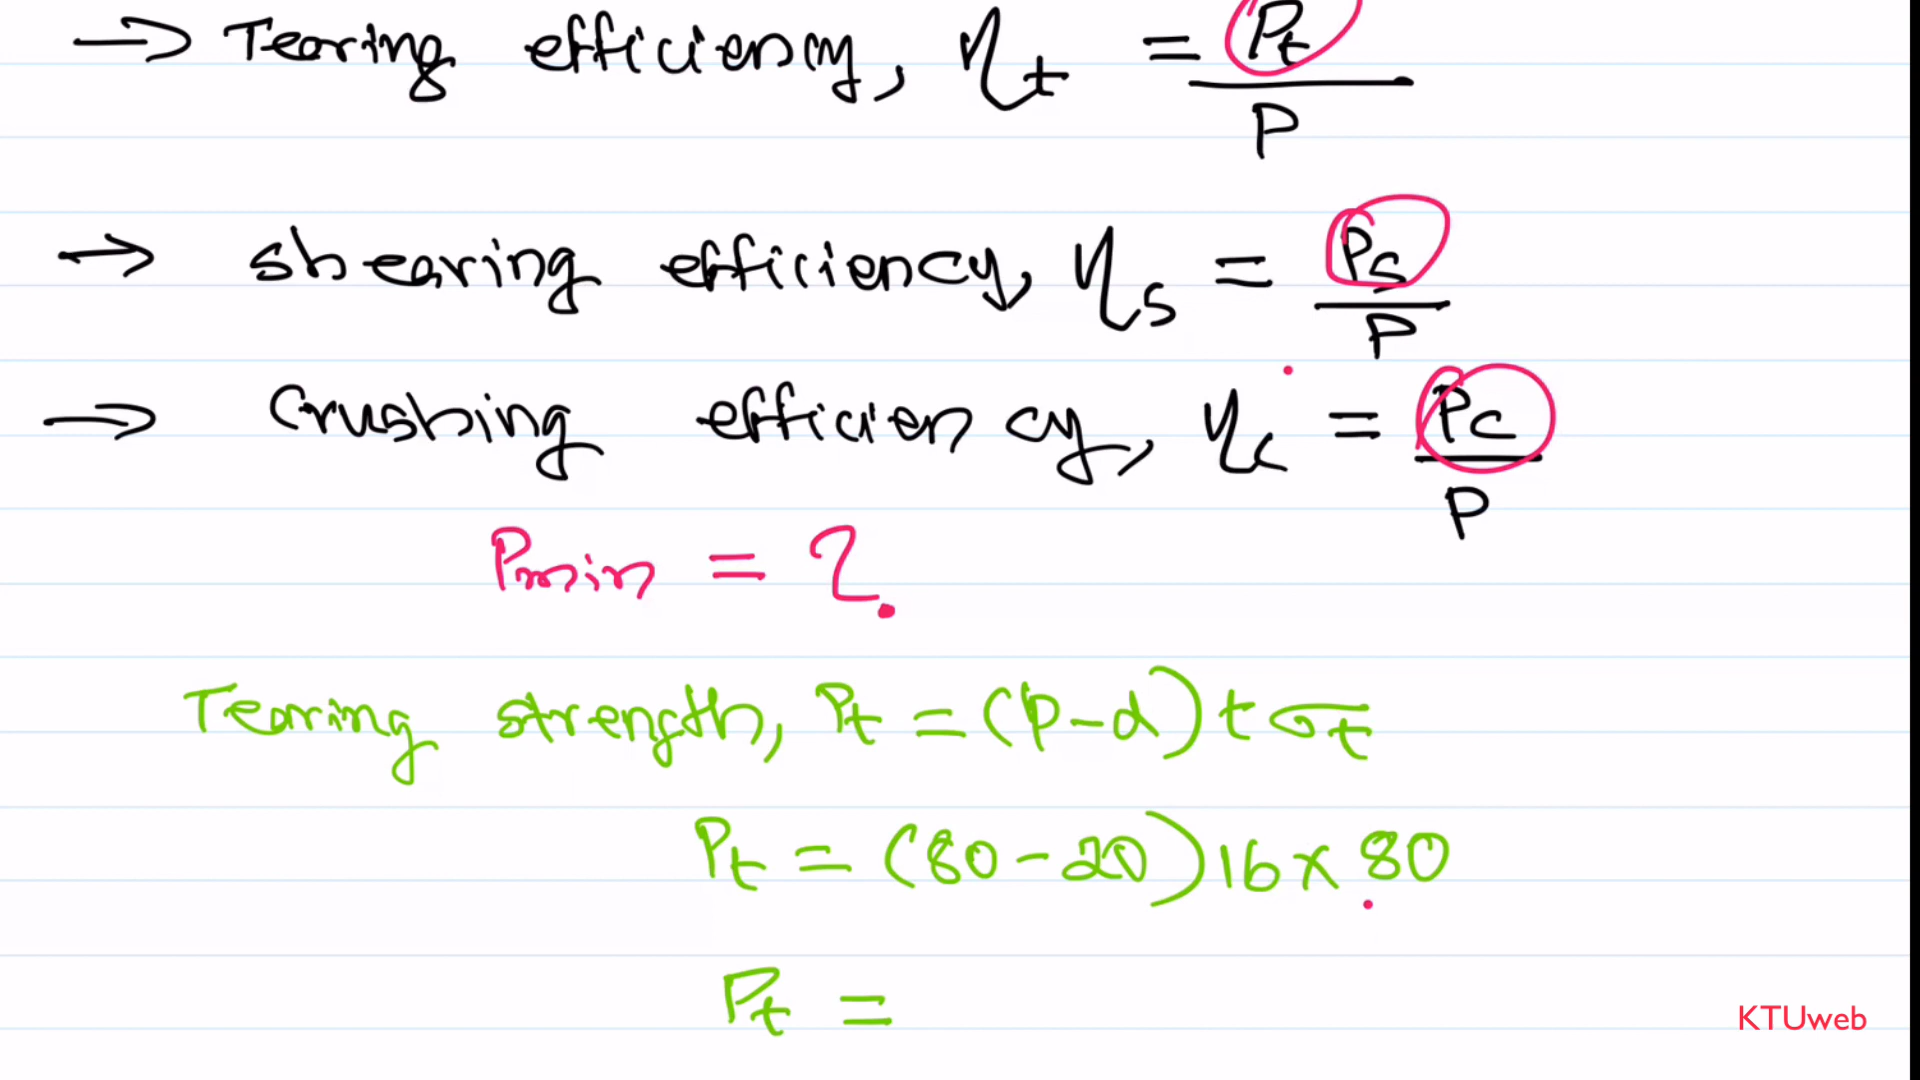 → Tearing efficiency, ηt = Pt / P
→ shearing efficiency, ηs = Ps / P
→ Crushing efficiency, ηc = Pc / P
Pmin = ?
Tearing strength, Pt = (P-d) t σt
Pt = (80-20) 16 x 80
Pt =
KTUweb